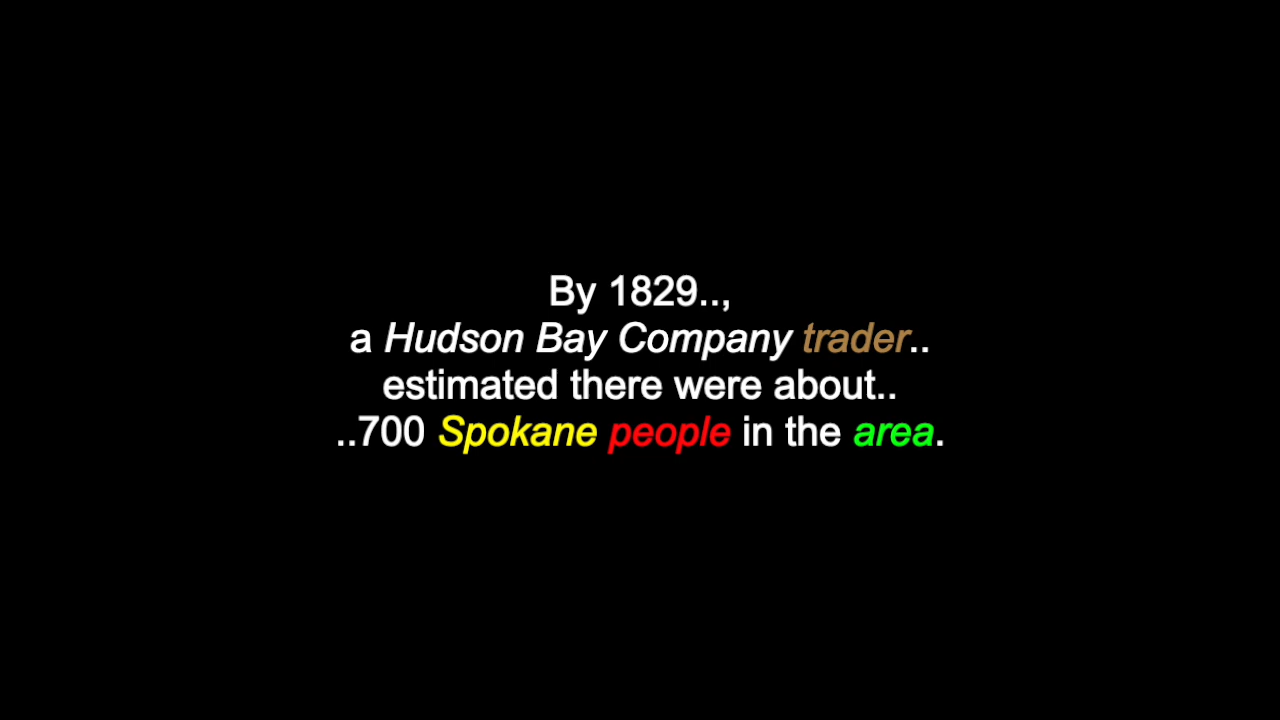 By 1829..,
a Hudson Bay Company trader..
estimated there were about..
..700 Spokane people in the area.